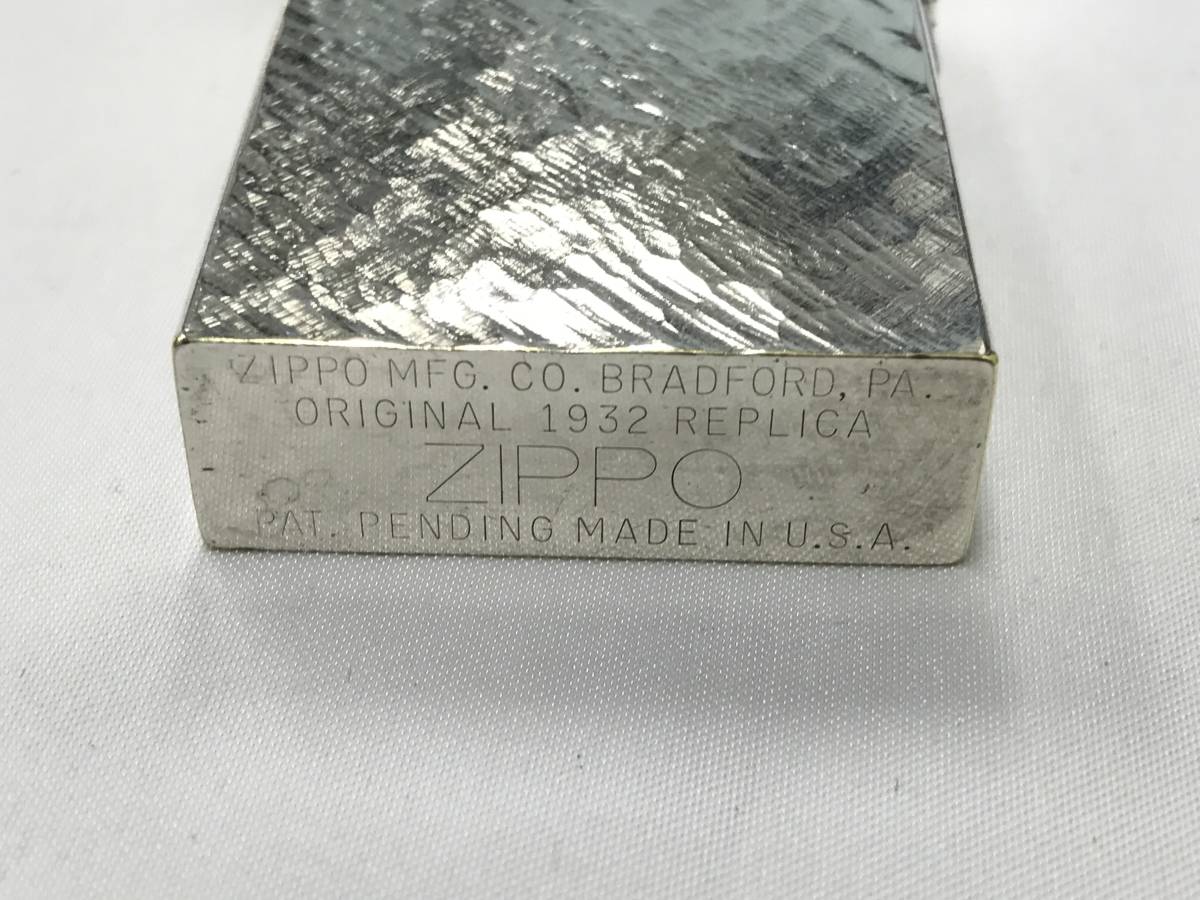 ZIPPO MFG. CO. BRADFORD, PA.
ORIGINAL 1932 REPLICA
ZIPPO
PAT. PENDING MADE IN U.S.A.